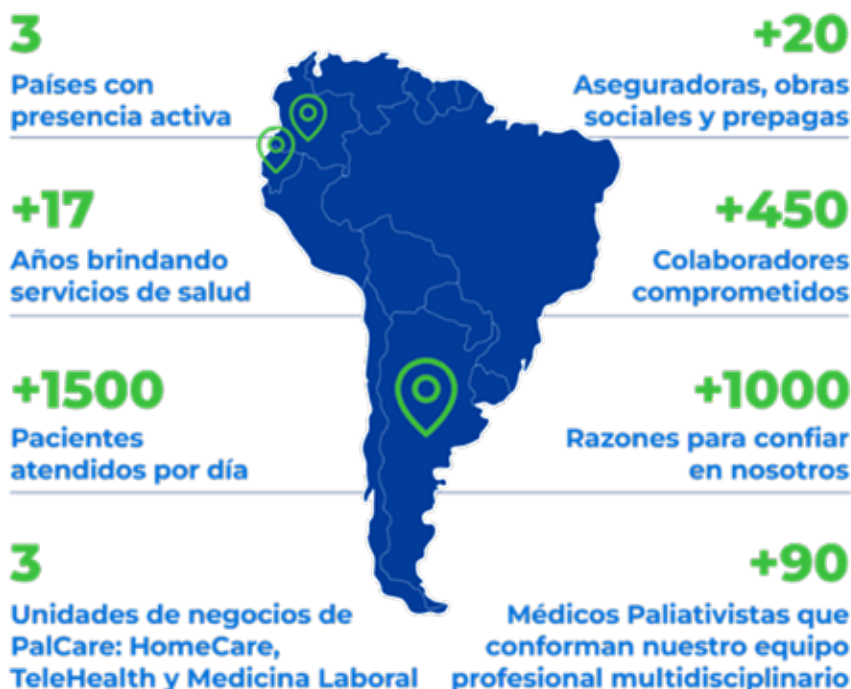 3
Países con
presencia activa
+20
Aseguradoras, obras
sociales y prepagas
+17
Años brindando
servicios de salud
+450
Colaboradores
comprometidos
+1500
Pacientes
atendidos por día
+1000
Razones para confiar
en nosotros
3
Unidades de negocios de
PalCare: HomeCare,
TeleHealth y Medicina Laboral
+90
Médicos Paliativistas que
conforman nuestro equipo
profesional multidisciplinario